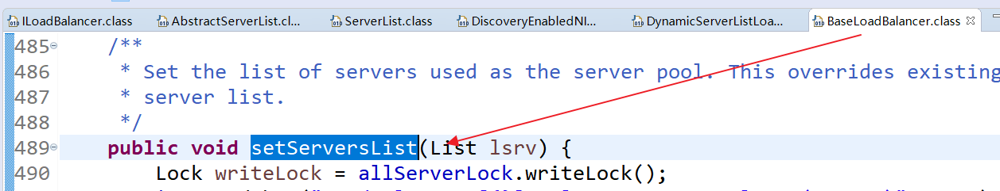 ILoadBalancer.class AbstractServerList.cl... ServerList.class DiscoveryEnabledNI... DynamicServerListLoa... BaseLoadBalancer.class
485 /**
486 * Set the list of servers used as the server pool. This overrides existing
487 * server list.
488 */
489 public void setServersList(List lsrv) {
490 Lock writeLock = allServerLock.writeLock();